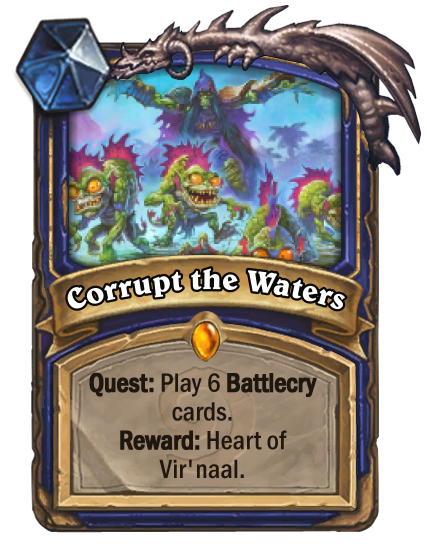 Corrupt the Waters
Quest: Play 6 Battlecry
cards.
Reward: Heart of
Vir'naal.